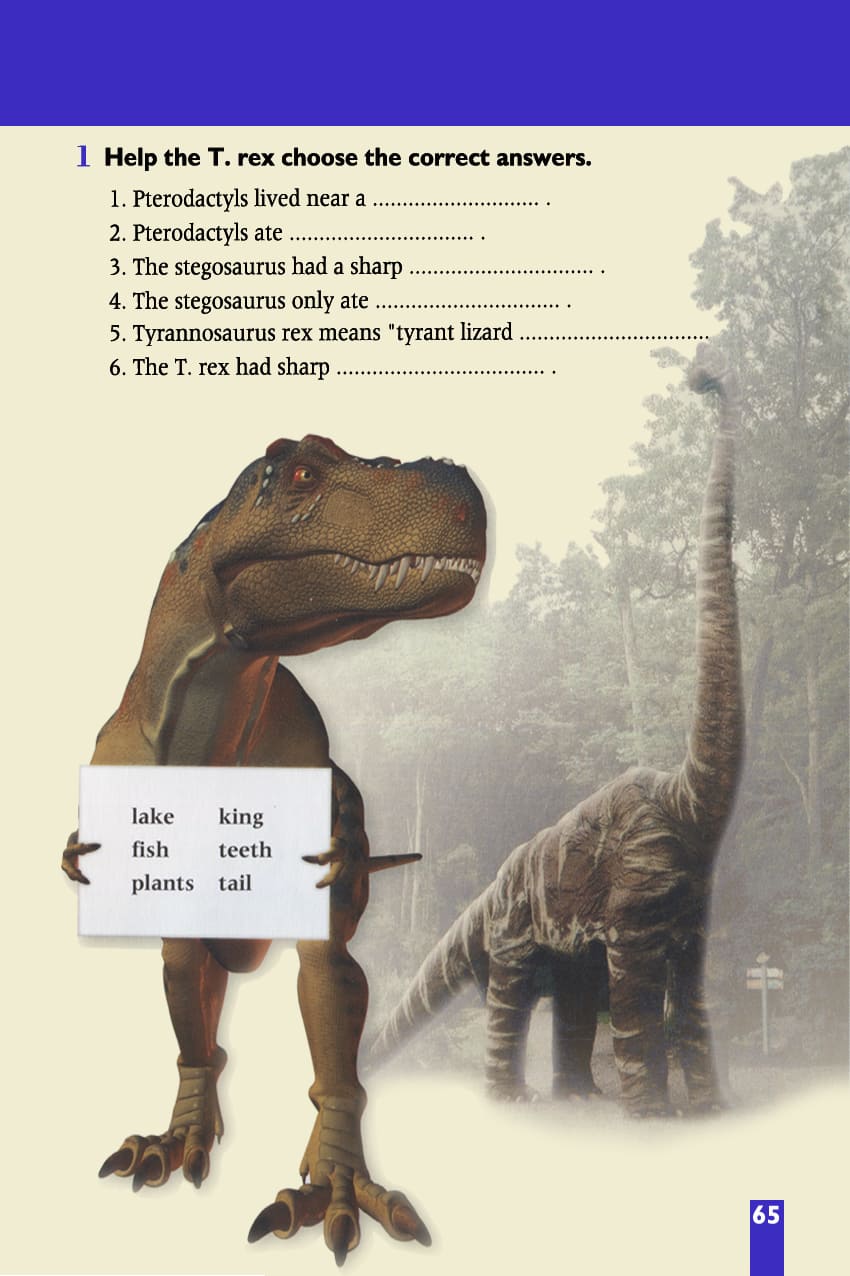 1 Help the T. rex choose the correct answers.
1. Pterodactyls lived near a ............................ .
2. Pterodactyls ate ............................... .
3. The stegosaurus had a sharp ............................... .
4. The stegosaurus only ate ............................... .
5. Tyrannosaurus rex means "tyrant lizard ................................
6. The T. rex had sharp ................................... .
lake king
fish teeth
plants tail
65